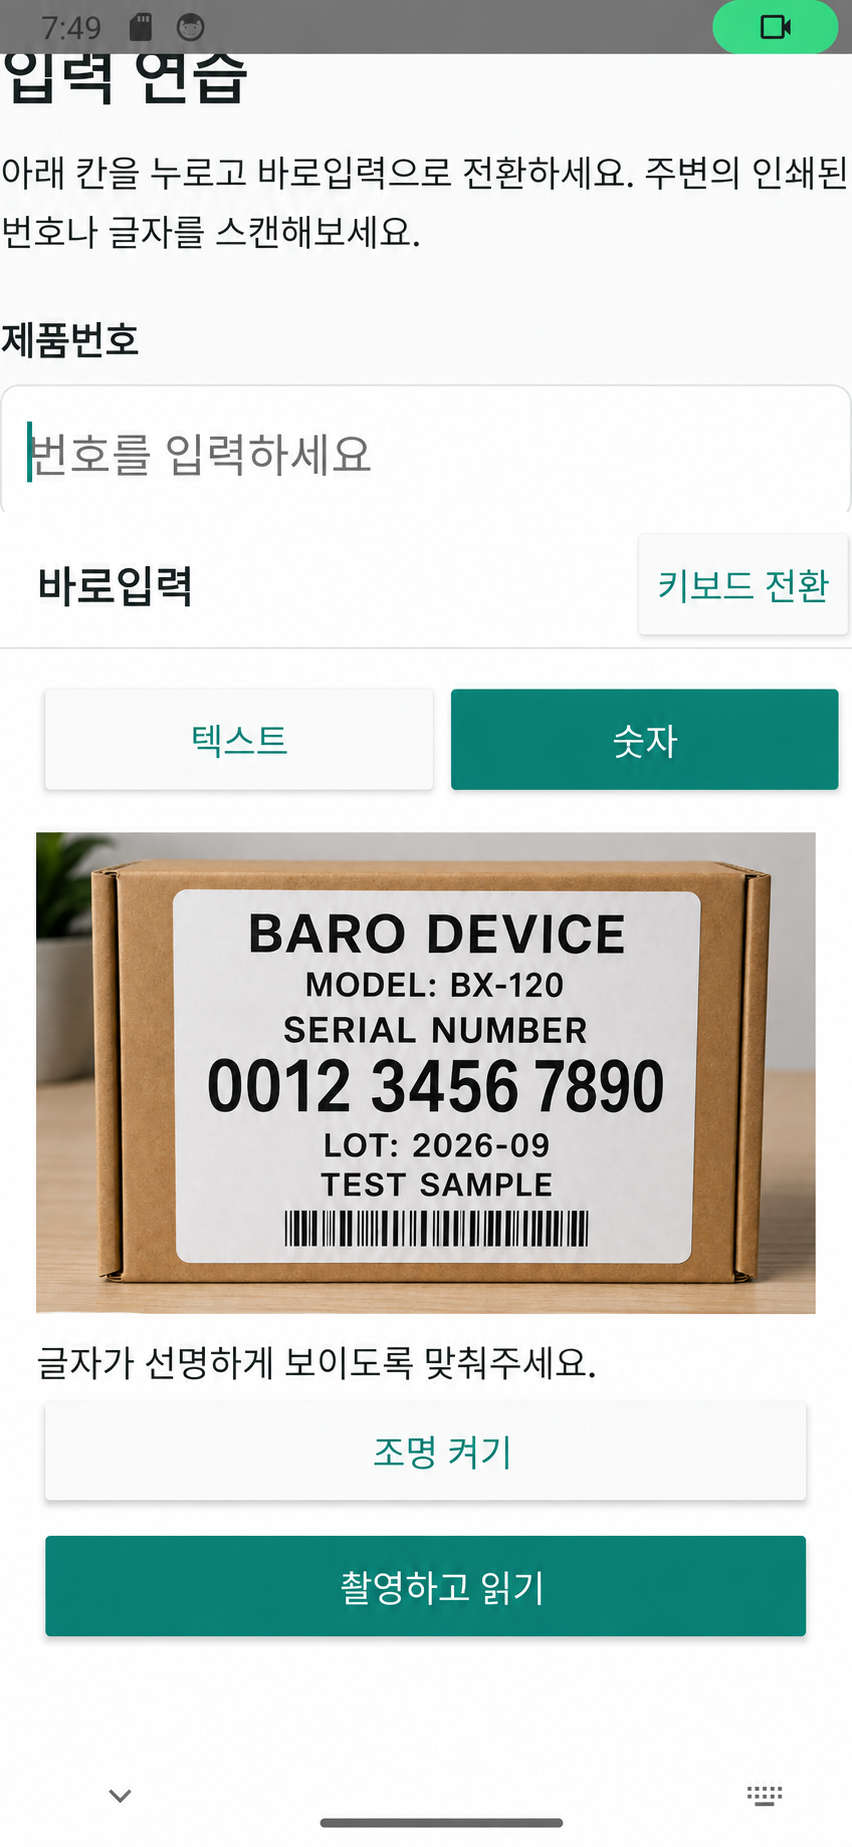 7:49
입력 연습
아래 칸을 누로고 바로입력으로 전환하세요. 주변의 인쇄된
번호나 글자를 스캔해보세요.
제품번호
번호를 입력하세요
바로입력
키보드 전환
텍스트
숫자
BARO DEVICE
MODEL: BX-120
SERIAL NUMBER
0012 3456 7890
LOT: 2026-09
TEST SAMPLE
글자가 선명하게 보이도록 맞춰주세요.
조명 켜기
촬영하고 읽기